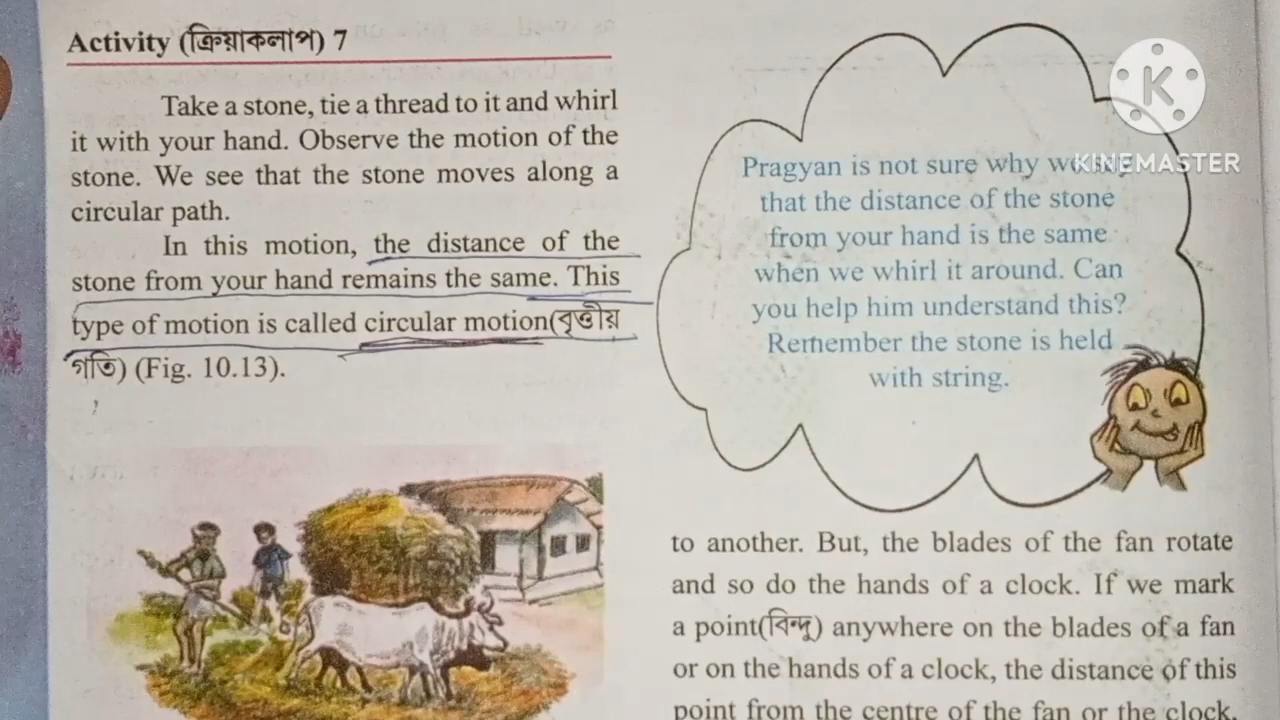 Activity (ক্রিয়াকলাপ) 7
Take a stone, tie a thread to it and whirl
it with your hand. Observe the motion of the
stone. We see that the stone moves along a
circular path.
In this motion, the distance of the
stone from your hand remains the same. This
type of motion is called circular motion(বৃত্তীয়
গতি) (Fig. 10.13).
Pragyan is not sure why we
that the distance of the stone
from your hand is the same
when we whirl it around. Can
you help him understand this?
Remember the stone is held
with string.
to another. But, the blades of the fan rotate
and so do the hands of a clock. If we mark
a point(বিন্দু) anywhere on the blades of a fan
or on the hands of a clock, the distance of this
point from the centre of the fan or the clock,
K
KINEMASTER